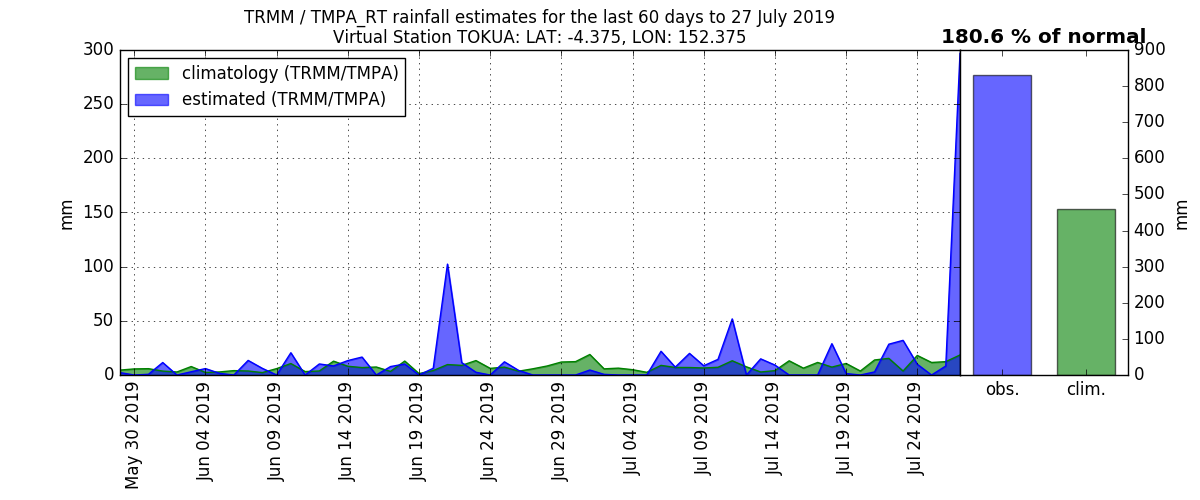 TRMM / TMPA_RT rainfall estimates for the last 60 days to 27 July 2019
Virtual Station TOKUA: LAT: -4.375, LON: 152.375
180.6 % of normal
climatology (TRMM/TMPA)
estimated (TRMM/TMPA)
300
250
200
150
100
50
0
mm
May 30 2019
Jun 04 2019
Jun 09 2019
Jun 14 2019
Jun 19 2019
Jun 24 2019
Jun 29 2019
Jul 04 2019
Jul 09 2019
Jul 14 2019
Jul 19 2019
Jul 24 2019
900
800
700
600
500
400
300
200
100
0
mm
obs.
clim.